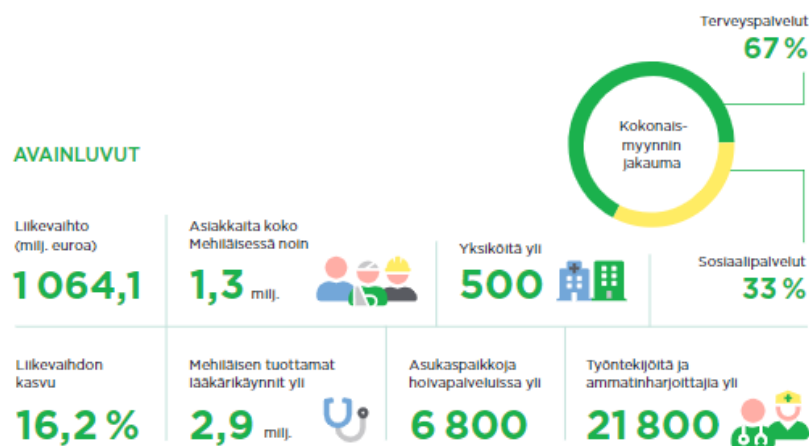 Terveyspalvelut
67 %
Kokonais-
myynnin
jakauma
AVAINLUVUT
Liikevaihto
(milj. euroa)
1 064,1
Asiakkaita koko
Mehiläisessä noin
1,3 milj.
Yksiköitä yli
500
Sosiaalipalvelut
33 %
Liikevaihdon
kasvu
16,2 %
Mehiläisen tuottamat
lääkärikäynnit yli
2,9 milj.
Asukaspaikkoja
hoivapalveluissa yli
6 800
Työntekijöitä ja
ammatinharjoittajia yli
21 800